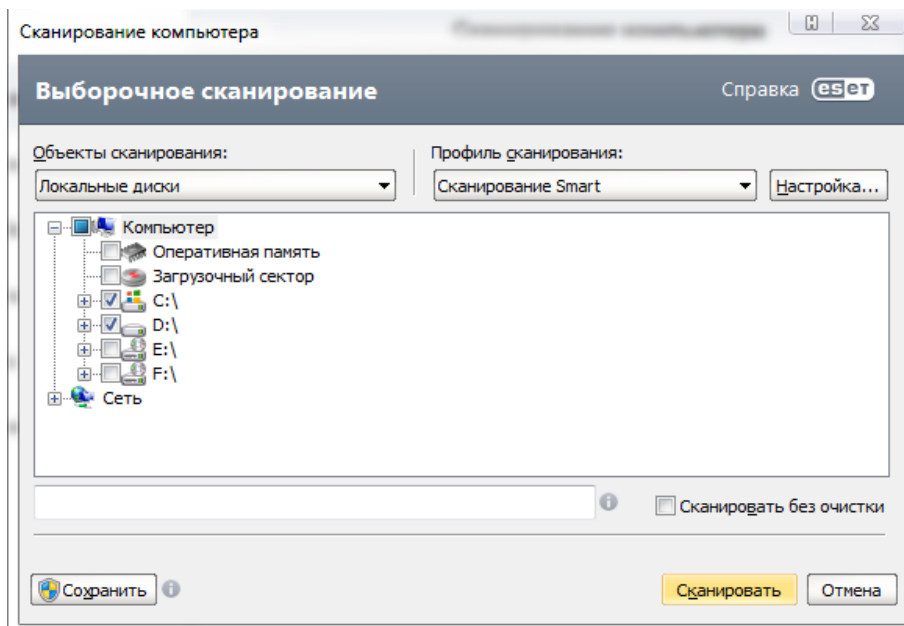 Сканирование компьютера
Выборочное сканирование
Справка eset
Объекты сканирования: Профиль сканирования:
Локальные диски Сканирование Smart Настройка...
Компьютер
Оперативная память
Загрузочный сектор
C:\
D:\
E:\
F:\
Сеть
Сканировать без очистки
Сохранить Сканировать Отмена